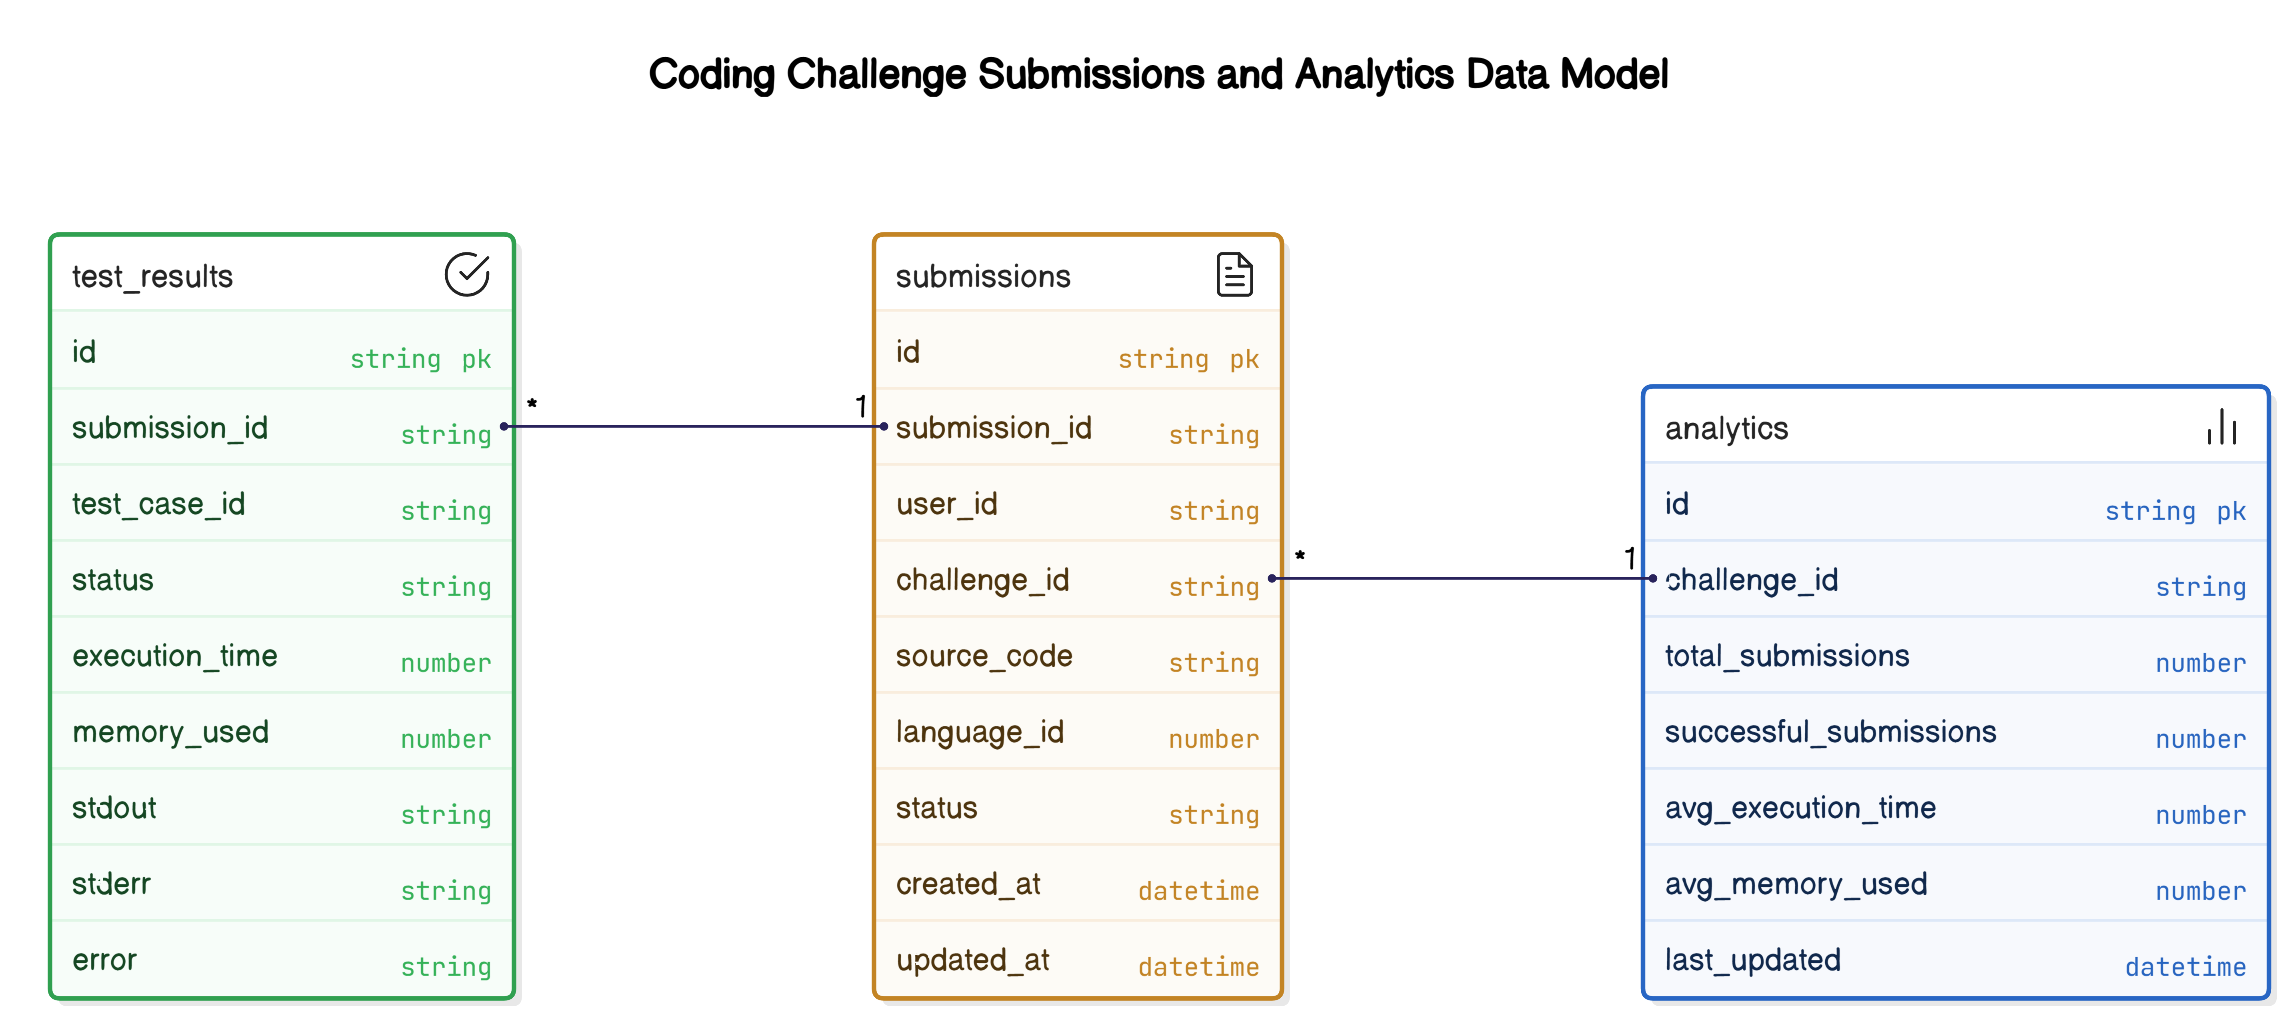 Coding Challenge Submissions and Analytics Data Model
test_results
id string pk
submission_id string
test_case_id string
status string
execution_time number
memory_used number
stdout string
stderr string
error string
* 1
submissions
id string pk
submission_id string
user_id string
challenge_id string
source_code string
language_id number
status string
created_at datetime
updated_at datetime
* 1
analytics
id string pk
challenge_id string
total_submissions number
successful_submissions number
avg_execution_time number
avg_memory_used number
last_updated datetime